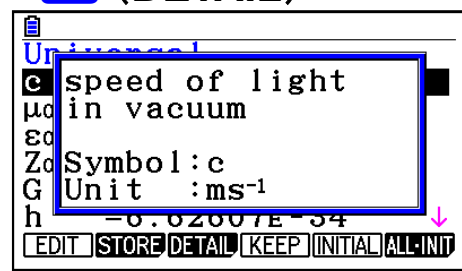 (DETAIL)
Universal
c speed of light
μ0 in vacuum
ε0
Z0 Symbol:c
G Unit :ms-1
h =6.62607E-34
EDIT STORE DETAIL KEEP INITIAL ALL·INIT